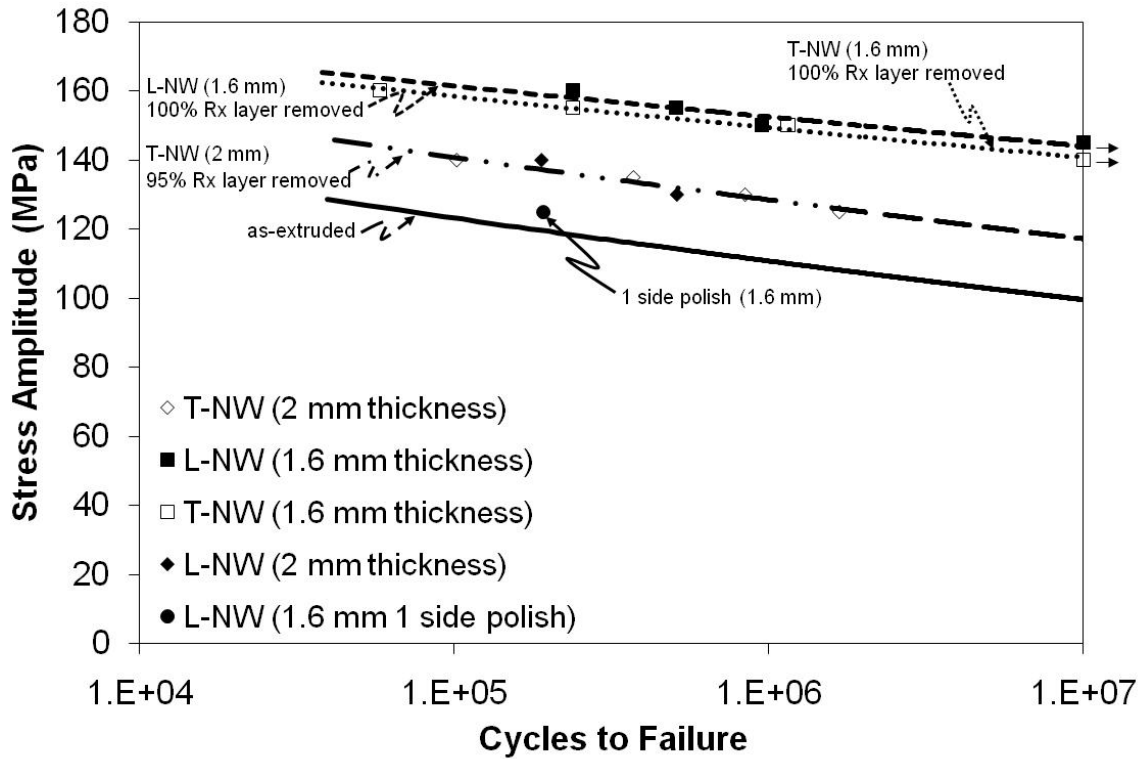 180
160
140
120
100
80
60
40
20
0
Stress Amplitude (MPa)
T-NW (1.6 mm)
100% Rx layer removed
L-NW (1.6 mm)
100% Rx layer removed
T-NW (2 mm)
95% Rx layer removed
as-extruded
1 side polish (1.6 mm)
T-NW (2 mm thickness)
L-NW (1.6 mm thickness)
T-NW (1.6 mm thickness)
L-NW (2 mm thickness)
L-NW (1.6 mm 1 side polish)
1.E+04 1.E+05 1.E+06 1.E+07
Cycles to Failure